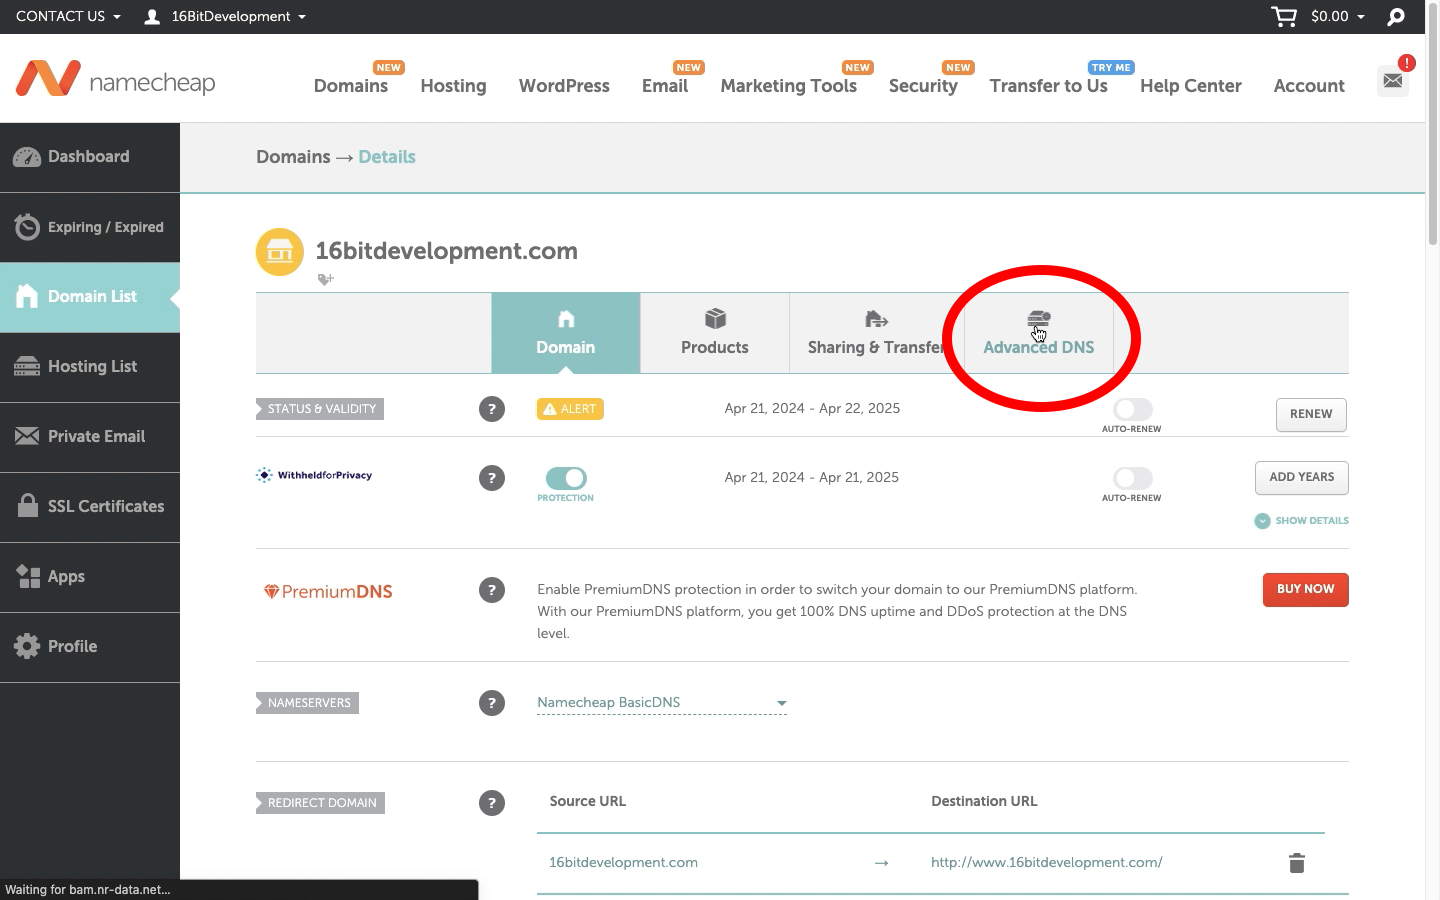 CONTACT US
16BitDevelopment
$0.00
namecheap
Domains
NEW
Hosting
WordPress
Email
NEW
Marketing Tools
NEW
Security
NEW
Transfer to Us
TRY ME
Help Center
Account
!
Dashboard
Expiring / Expired
Domain List
Hosting List
Private Email
SSL Certificates
Apps
Profile
Domains → Details
16bitdevelopment.com
Domain
Products
Sharing & Transfer
Advanced DNS
STATUS & VALIDITY
?
ALERT
Apr 21, 2024 - Apr 22, 2025
AUTO-RENEW
RENEW
WithheldforPrivacy
?
PROTECTION
Apr 21, 2024 - Apr 21, 2025
AUTO-RENEW
ADD YEARS
SHOW DETAILS
PremiumDNS
?
Enable PremiumDNS protection in order to switch your domain to our PremiumDNS platform.
With our PremiumDNS platform, you get 100% DNS uptime and DDoS protection at the DNS
level.
BUY NOW
NAMESERVERS
?
Namecheap BasicDNS
REDIRECT DOMAIN
?
Source URL
Destination URL
16bitdevelopment.com
→
http://www.16bitdevelopment.com/
Waiting for bam.nr-data.net...